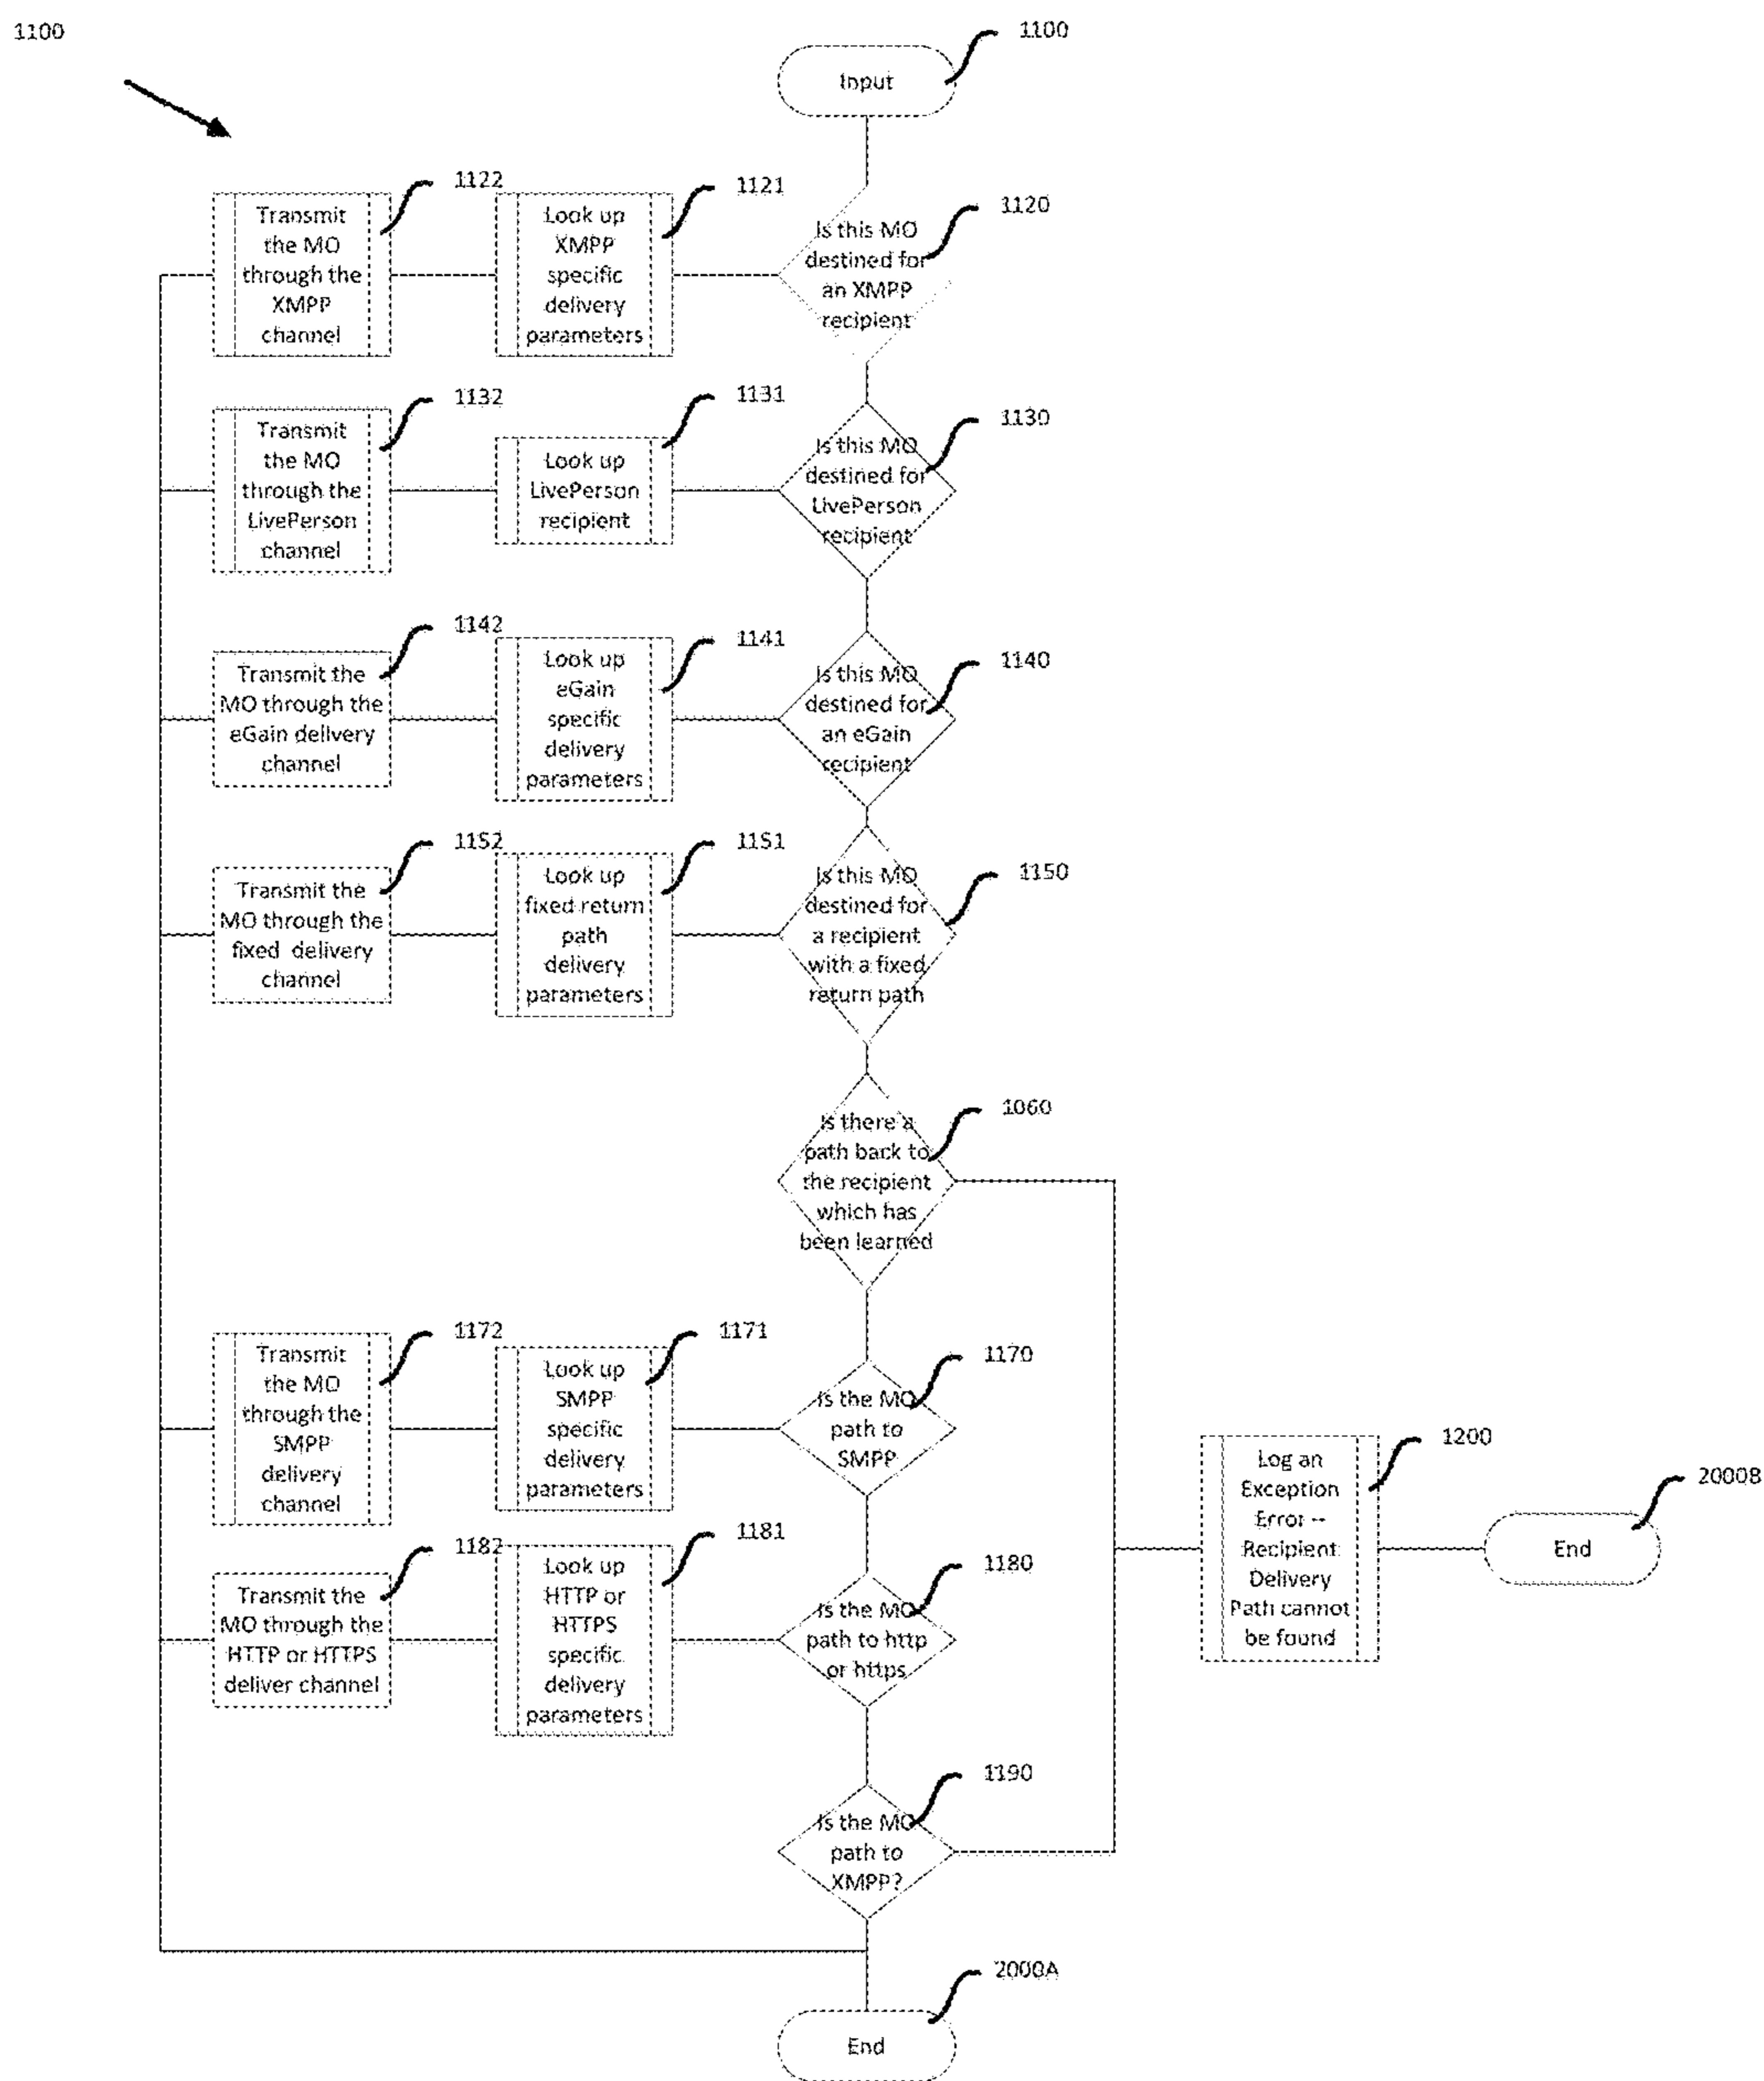 1100
1100
Input
1122
1121
1120
Transmit
the MO
through the
XMPP
channel
Look up
XMPP
specific
delivery
parameters
Is this MO
destined for
an XMPP
recipient
1132
1131
1130
Transmit
the MO
through the
LivePerson
channel
Look up
LivePerson
recipient
Is this MO
destined for
LivePerson
recipient
1142
1141
1140
Transmit the
MO through the
eGain delivery
channel
Look up
eGain
specific
delivery
parameters
Is this MO
destined for
an eGain
recipient
1152
1151
1150
Transmit the
MO through the
fixed delivery
channel
Look up
fixed return
path
delivery
parameters
Is this MO
destined for
a recipient
with a fixed
return path
1060
Is there a
path back to
the recipient
which has
been learned
1172
1171
1170
Transmit
the MO
through the
SMPP
delivery
channel
Look up
SMPP
specific
delivery
parameters
Is the MO
path to
SMPP
1200
Log an
Exception
Error --
Recipient
Delivery
Path cannot
be found
2000B
End
1182
1181
1180
Transmit the
MO through the
HTTP or HTTPS
deliver channel
Look up
HTTP or
HTTPS
specific
delivery
parameters
Is the MO
path to http
or https
1190
Is the MO
path to
XMPP?
2000A
End